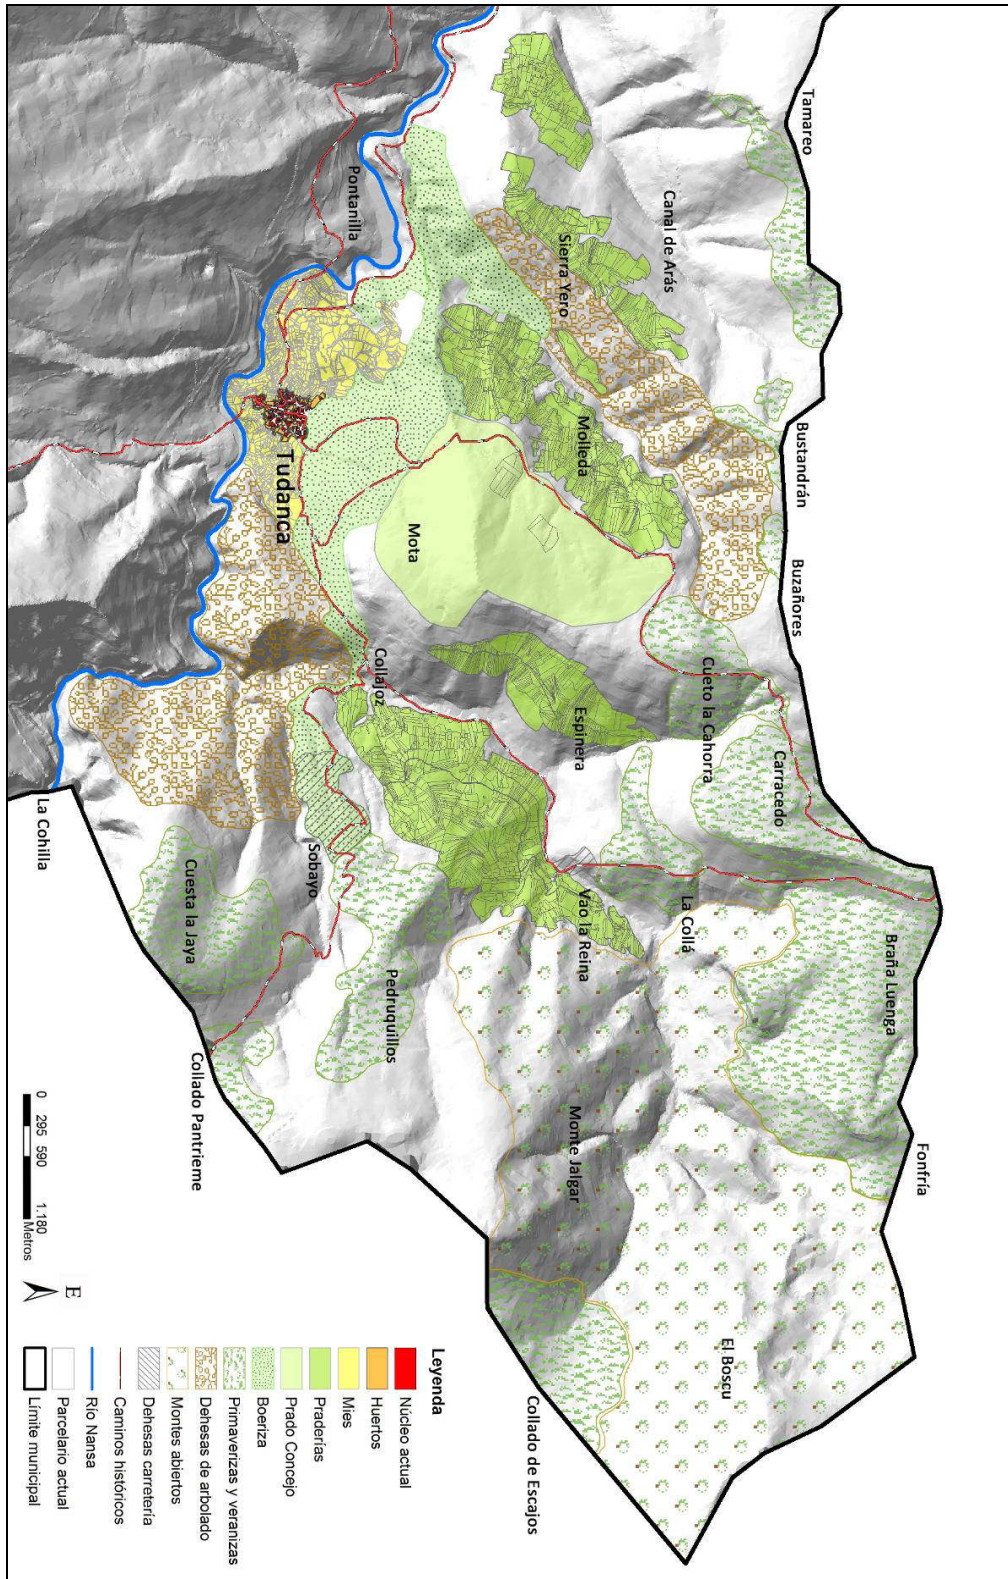 Tamareo
Canal de Arás
Pontanilla
Sierra Yero
Bustandrán
Molleda
Tudanca
Mota
Buzañores
Cueto la Cahorra
Collajoz
Espinera
Carracedo
La Cohilla
Sobayo
Cuesta la Jaya
Vao la Reina
La Collá
Braña Luenga
Pedruquillos
Collado Pantrieme
Monte Jalgar
Fonfría
El Boscu
Collado de Escajos
0 295 590 1.180
Metros
E
Leyenda
Núcleo actual
Huertos
Mies
Praderías
Prado Concejo
Boeriza
Primaverizas y veranizas
Dehesas de arbolado
Montes abiertos
Dehesas carretería
Caminos históricos
Río Nansa
Parcelario actual
Límite municipal